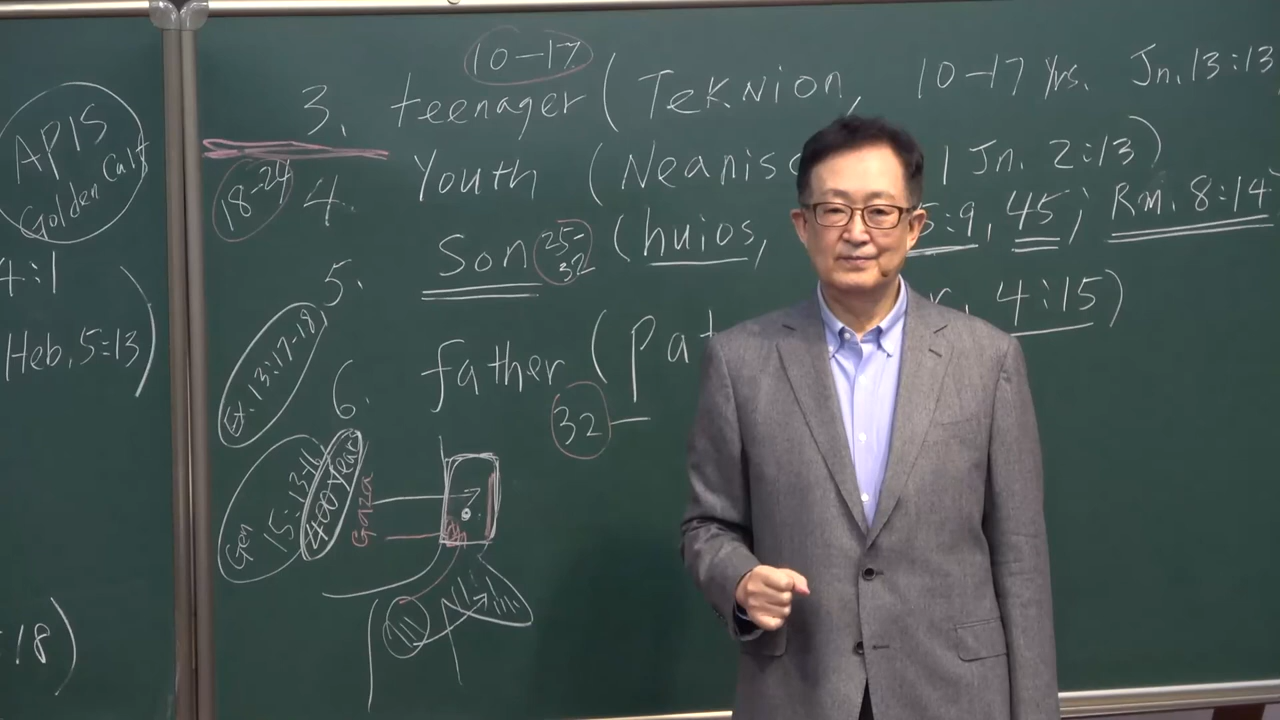 APIS
Golden Calf
4:1
Heb, 5:13)
:18)
10-17
3. teenager (Teknion, 10-17 Yrs. Jn. 13:13
18-24
4. Youth (Neanisc 1 Jn. 2:13)
5. Son 25-32 (huios, 5:9, 45; Rm. 8:14
Ex. 13:17-18
6. father (Pat r, 4:15)
32-
Gen 15:13-16
400 years
Gaza
?